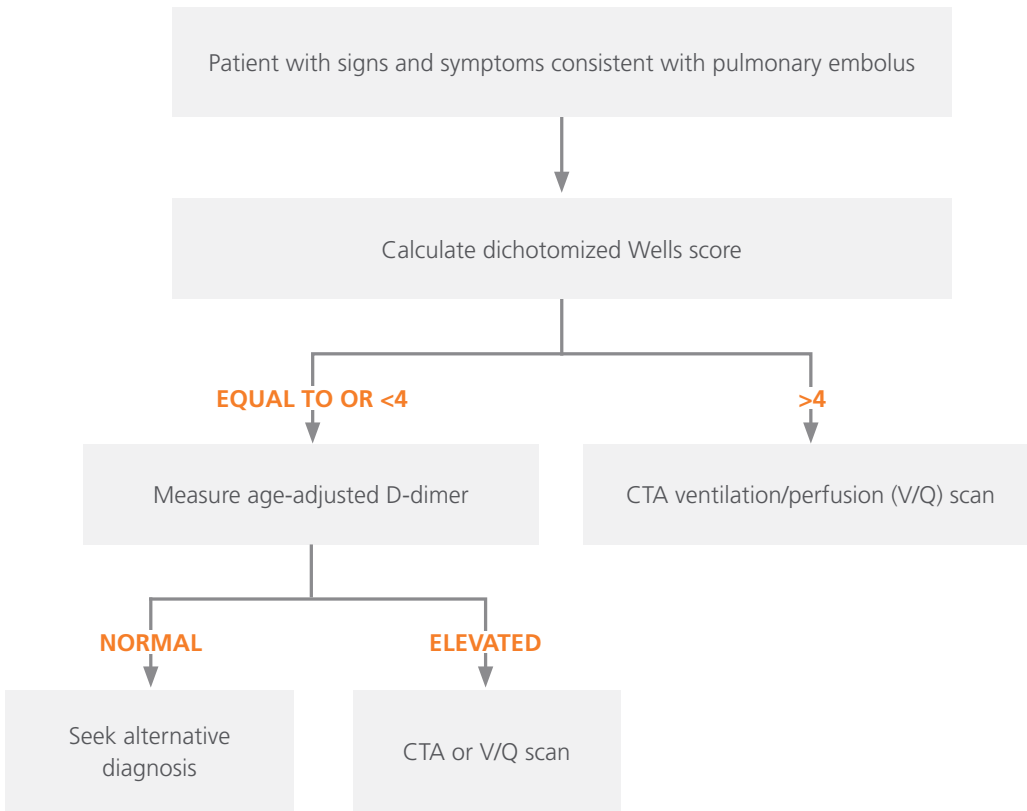 Patient with signs and symptoms consistent with pulmonary embolus
Calculate dichotomized Wells score
EQUAL TO OR <4
>4
Measure age-adjusted D-dimer
CTA ventilation/perfusion (V/Q) scan
NORMAL
ELEVATED
Seek alternative
diagnosis
CTA or V/Q scan